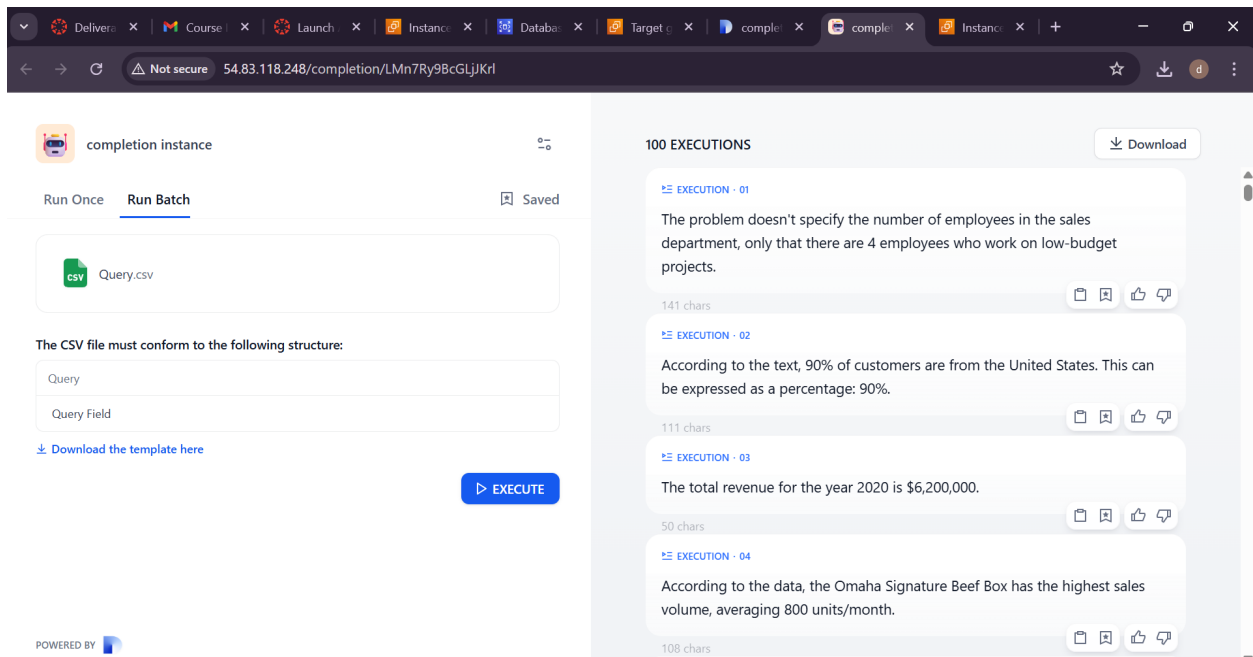 Delivera
Course
Launch
Instance
Databas
Target g
complet
complet
Instance
Not secure
54.83.118.248/completion/LMn7Ry9BcGLjJKrl
d
completion instance
Run Once
Run Batch
Saved
CSV
Query.csv
The CSV file must conform to the following structure:
Query
Query Field
Download the template here
EXECUTE
POWERED BY
100 EXECUTIONS
Download
EXECUTION · 01
The problem doesn't specify the number of employees in the sales
department, only that there are 4 employees who work on low-budget
projects.
141 chars
EXECUTION · 02
According to the text, 90% of customers are from the United States. This can
be expressed as a percentage: 90%.
111 chars
EXECUTION · 03
The total revenue for the year 2020 is $6,200,000.
50 chars
EXECUTION · 04
According to the data, the Omaha Signature Beef Box has the highest sales
volume, averaging 800 units/month.
108 chars